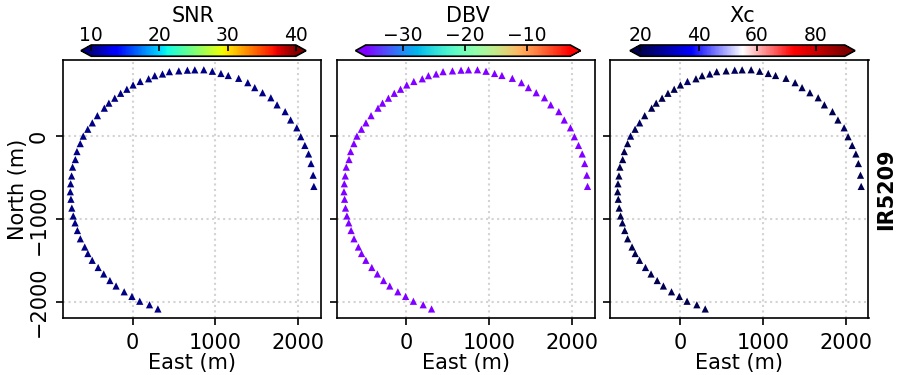 SNR
DBV
Xc
10 20 30 40
−30 −20 −10
20 40 60 80
North (m)
0
−1000
−2000
IR5209
0 1000 2000
0 1000 2000
0 1000 2000
East (m)
East (m)
East (m)